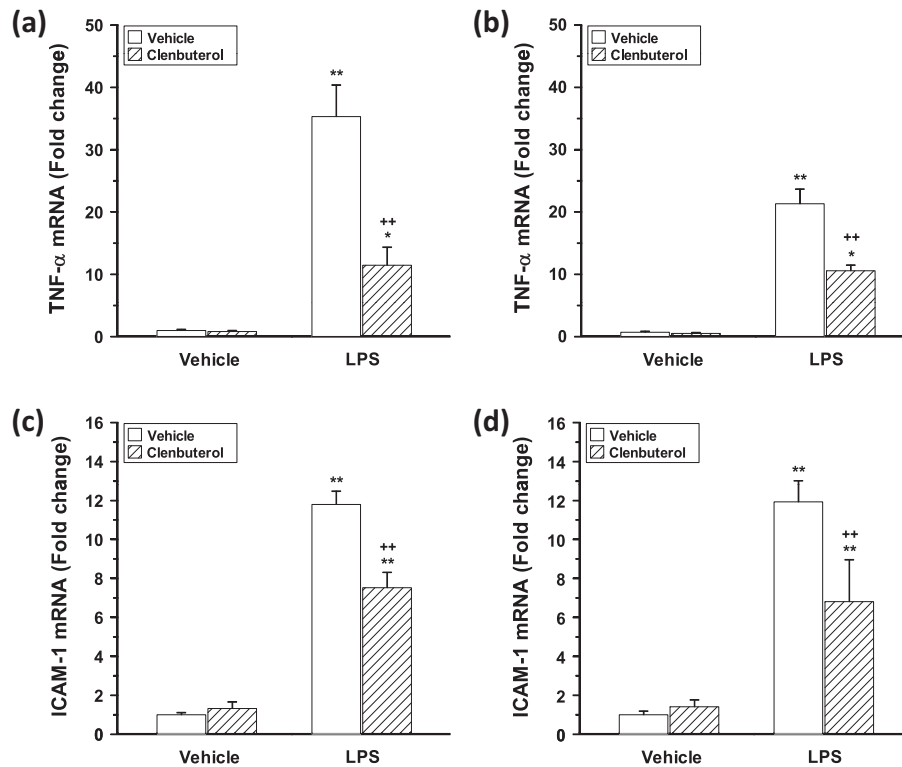 (a)
TNF-α mRNA (Fold change)
50
40
30
20
10
0
Vehicle
Clenbuterol
**
++
*
Vehicle
LPS
(b)
TNF-α mRNA (Fold change)
50
40
30
20
10
0
Vehicle
Clenbuterol
**
++
*
Vehicle
LPS
(c)
ICAM-1 mRNA (Fold change)
16
14
12
10
8
6
4
2
0
Vehicle
Clenbuterol
**
++
**
Vehicle
LPS
(d)
ICAM-1 mRNA (Fold change)
16
14
12
10
8
6
4
2
0
Vehicle
Clenbuterol
**
++
**
Vehicle
LPS